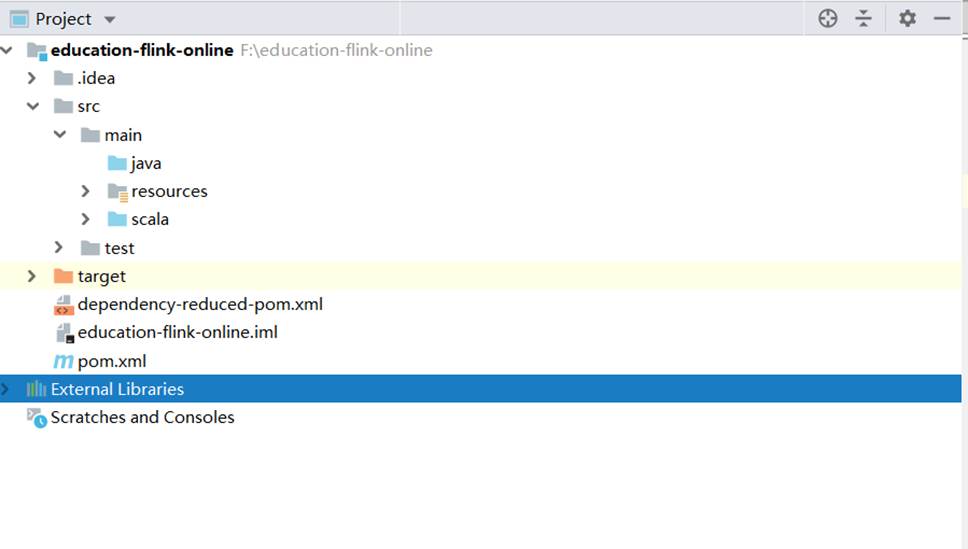 Project
education-flink-online F:\education-flink-online
.idea
src
main
java
resources
scala
test
target
dependency-reduced-pom.xml
education-flink-online.iml
m pom.xml
External Libraries
Scratches and Consoles